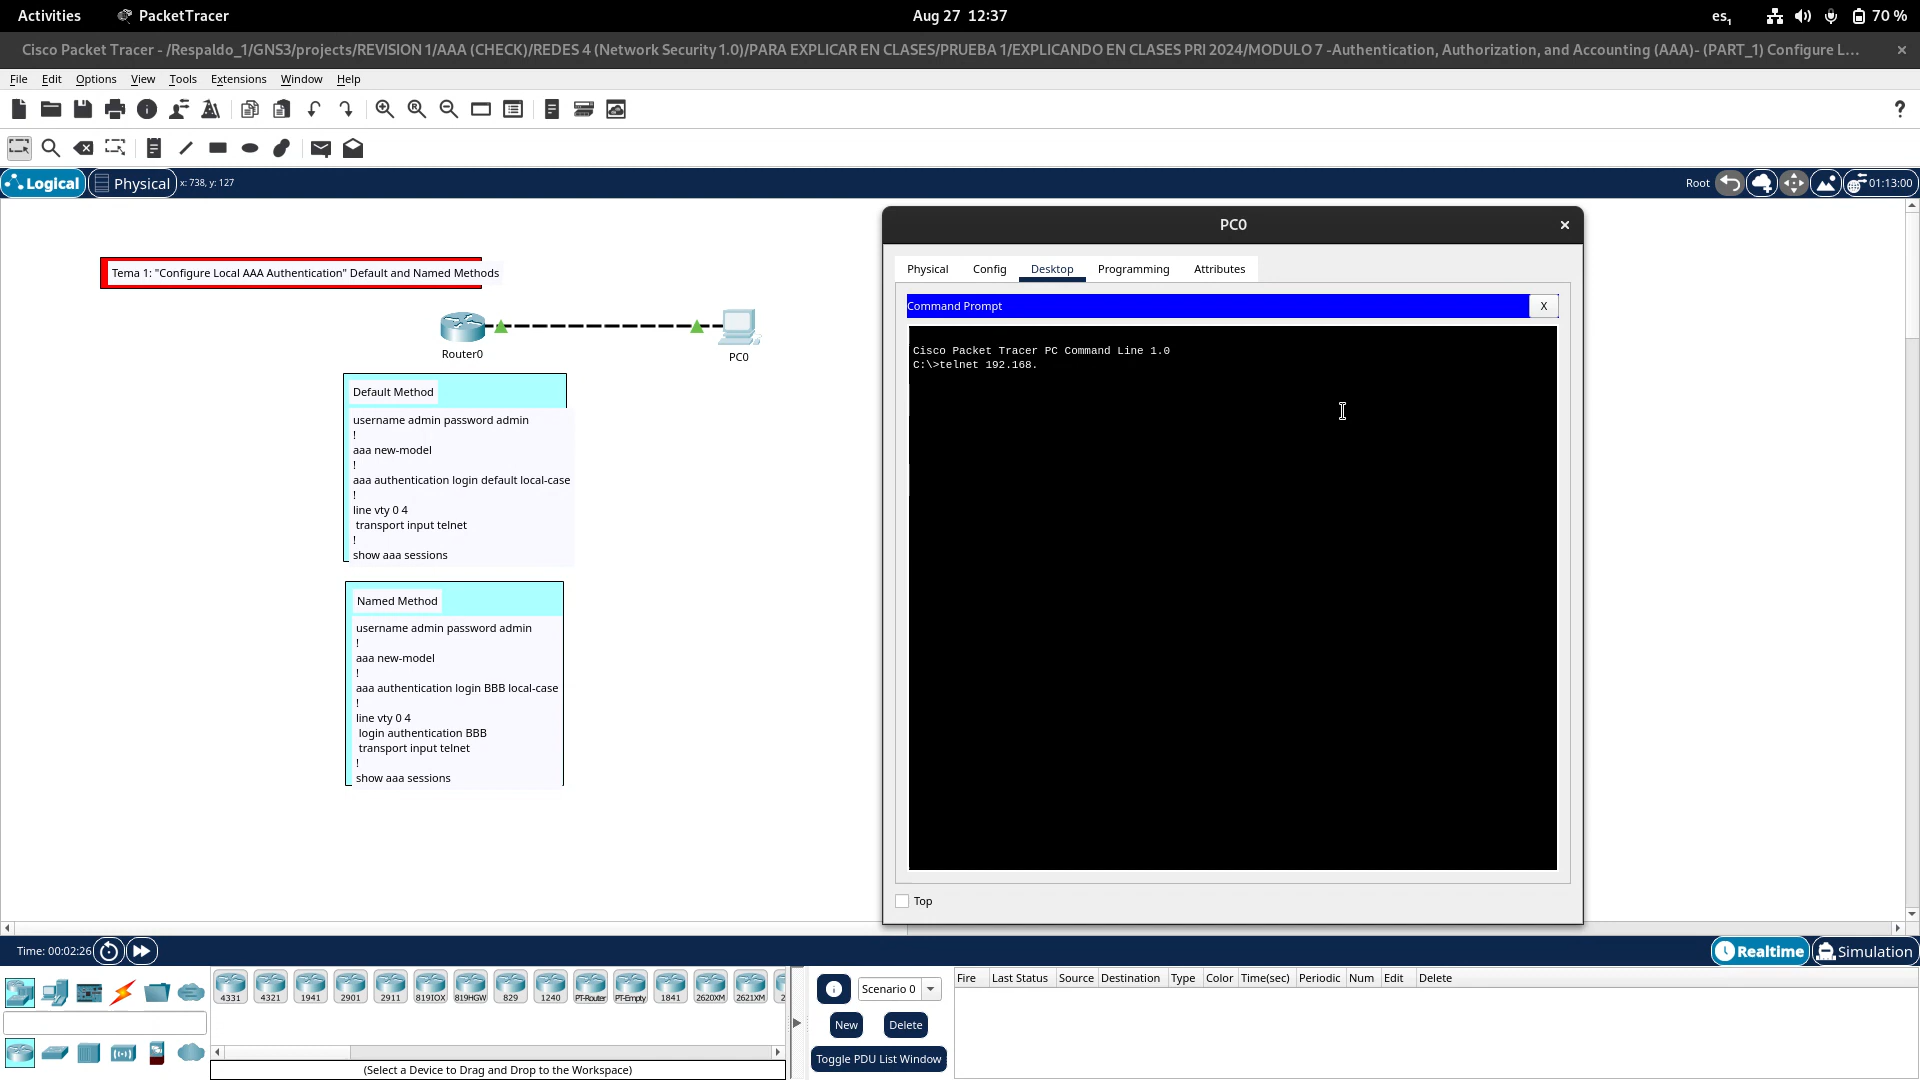 Activities PacketTracer Aug 27 12:37 es1 70 %
Cisco Packet Tracer - /Respaldo_1/GNS3/projects/REVISION 1/AAA (CHECK)/REDES 4 (Network Security 1.0)/PARA EXPLICAR EN CLASES/PRUEBA 1/EXPLICANDO EN CLASES PRI 2024/MODULO 7 -Authentication, Authorization, and Accounting (AAA)- (PART_1) Configure L...
File Edit Options View Tools Extensions Window Help
Logical Physical x: 738, y: 127 Root 01:13:00
Tema 1: "Configure Local AAA Authentication" Default and Named Methods
Router0
PC0
Default Method
username admin password admin
!
aaa new-model
!
aaa authentication login default local-case
!
line vty 0 4
transport input telnet
!
show aaa sessions
Named Method
username admin password admin
!
aaa new-model
!
aaa authentication login BBB local-case
!
line vty 0 4
login authentication BBB
transport input telnet
!
show aaa sessions
PC0
Physical Config Desktop Programming Attributes
Command Prompt X
Cisco Packet Tracer PC Command Line 1.0
C:\>telnet 192.168.
Top
Time: 00:02:26 Realtime Simulation
4331 4321 1941 2901 2911 819IOX 819HGW 829 1240 PT-Router PT-Empty 1841 2620XM 2621XM 2
(Select a Device to Drag and Drop to the Workspace)
Scenario 0
New Delete
Toggle PDU List Window
Fire Last Status Source Destination Type Color Time(sec) Periodic Num Edit Delete